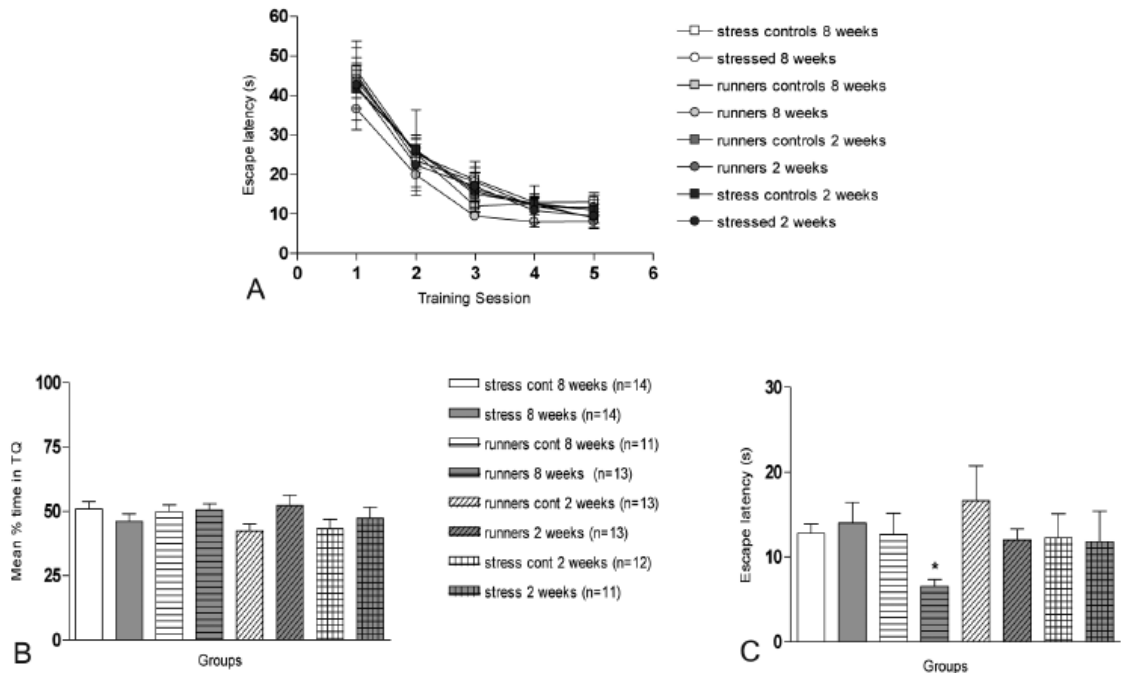 60
50
40
30
20
10
0
Escape latency (s)
0 1 2 3 4 5 6
Training Session
A
stress controls 8 weeks
stressed 8 weeks
runners controls 8 weeks
runners 8 weeks
runners controls 2 weeks
runners 2 weeks
stress controls 2 weeks
stressed 2 weeks
100
75
50
25
0
Mean % time in TQ
Groups
B
stress cont 8 weeks (n=14)
stress 8 weeks (n=14)
runners cont 8 weeks (n=11)
runners 8 weeks (n=13)
runners cont 2 weeks (n=13)
runners 2 weeks (n=13)
stress cont 2 weeks (n=12)
stress 2 weeks (n=11)
30
20
10
0
Escape latency (s)
*
Groups
C